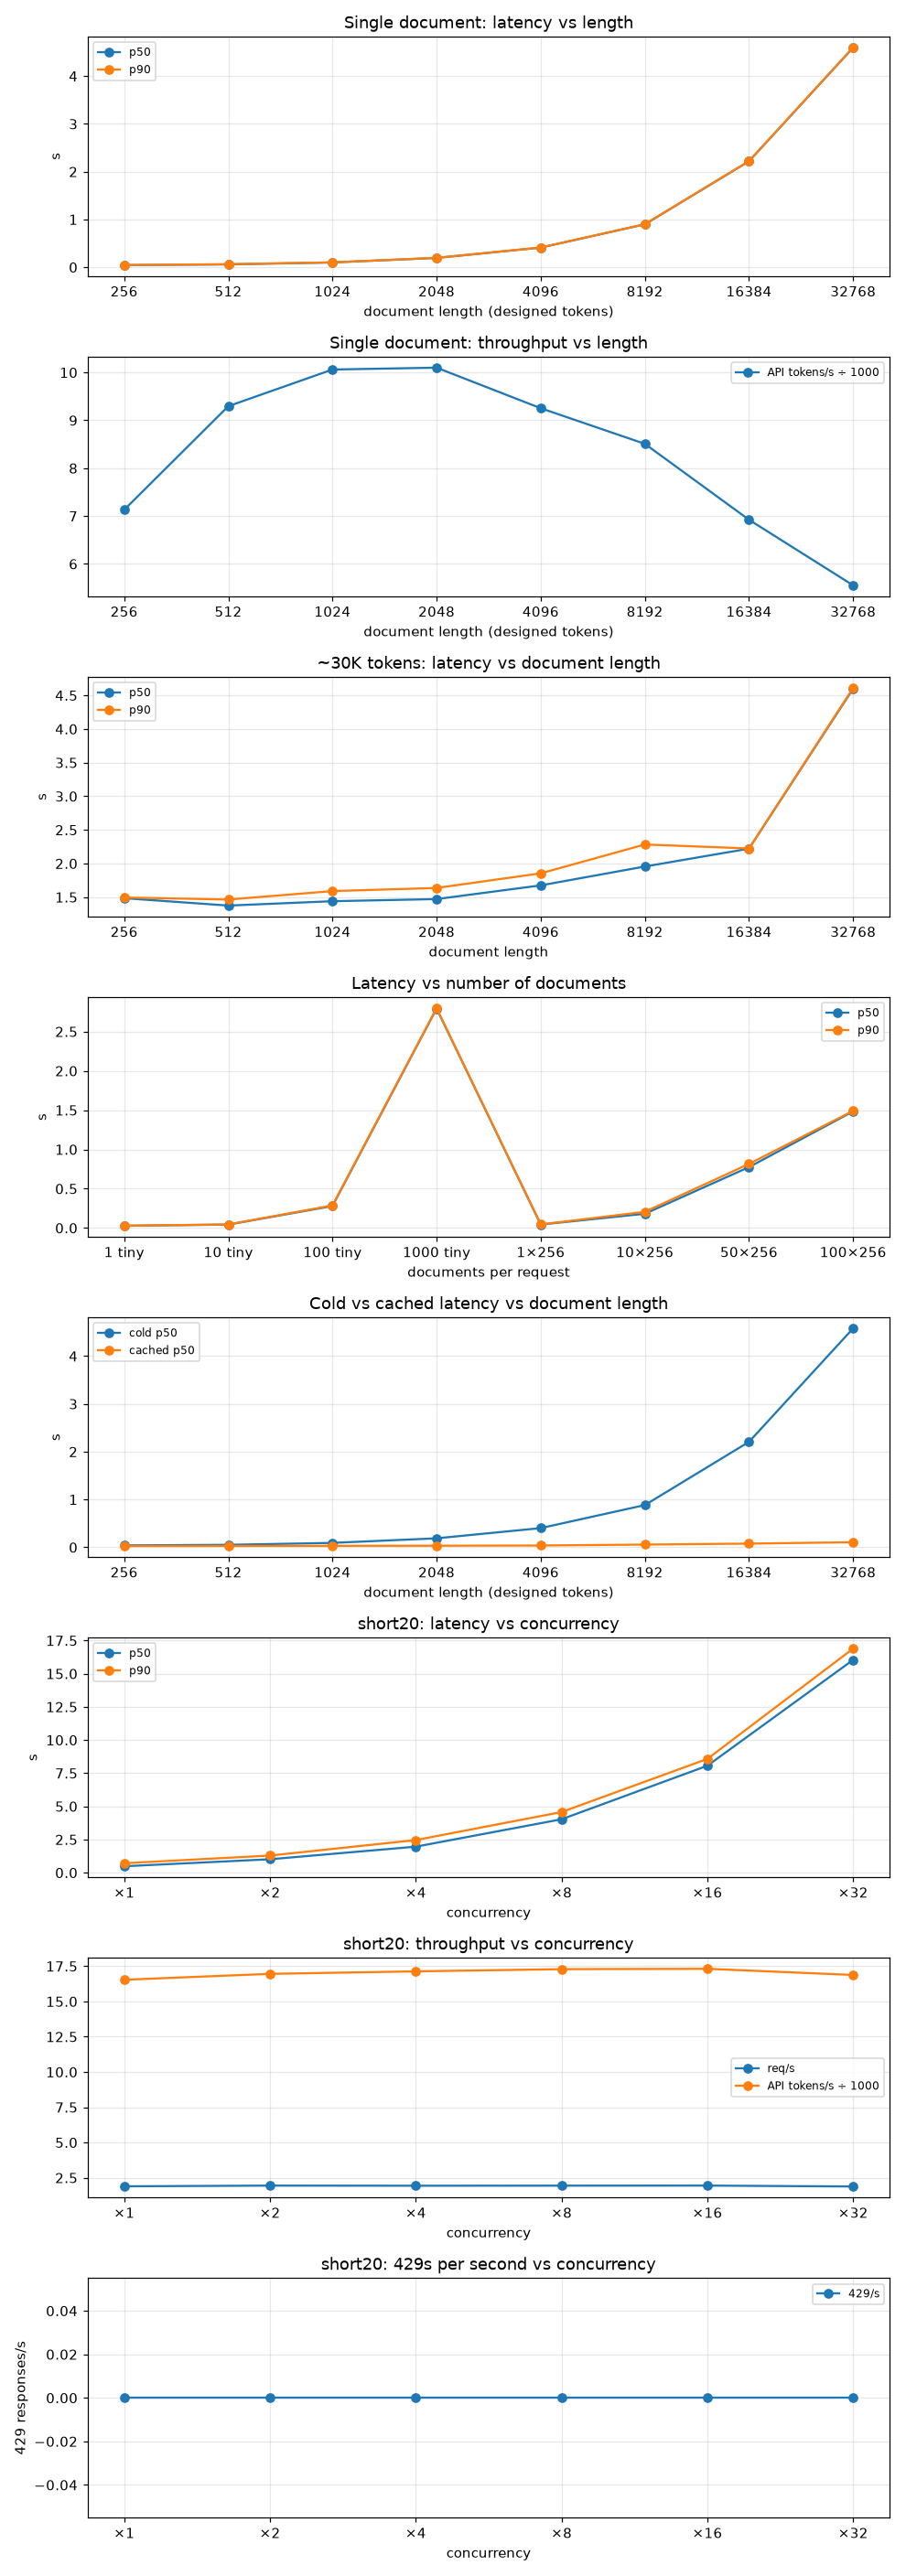 Single document: latency vs length
p50
p90
4
3
2
1
0
s
256 512 1024 2048 4096 8192 16384 32768
document length (designed tokens)
Single document: throughput vs length
API tokens/s ÷ 1000
10
9
8
7
6
256 512 1024 2048 4096 8192 16384 32768
document length (designed tokens)
~30K tokens: latency vs document length
p50
p90
4.5
4.0
3.5
3.0
2.5
2.0
1.5
s
256 512 1024 2048 4096 8192 16384 32768
document length
Latency vs number of documents
p50
p90
2.5
2.0
1.5
1.0
0.5
0.0
s
1 tiny 10 tiny 100 tiny 1000 tiny 1×256 10×256 50×256 100×256
documents per request
Cold vs cached latency vs document length
cold p50
cached p50
4
3
2
1
0
s
256 512 1024 2048 4096 8192 16384 32768
document length (designed tokens)
short20: latency vs concurrency
p50
p90
17.5
15.0
12.5
10.0
7.5
5.0
2.5
0.0
s
×1 ×2 ×4 ×8 ×16 ×32
concurrency
short20: throughput vs concurrency
17.5
15.0
12.5
10.0
7.5
5.0
2.5
req/s
API tokens/s ÷ 1000
×1 ×2 ×4 ×8 ×16 ×32
concurrency
short20: 429s per second vs concurrency
429/s
0.04
0.02
0.00
−0.02
−0.04
429 responses/s
×1 ×2 ×4 ×8 ×16 ×32
concurrency